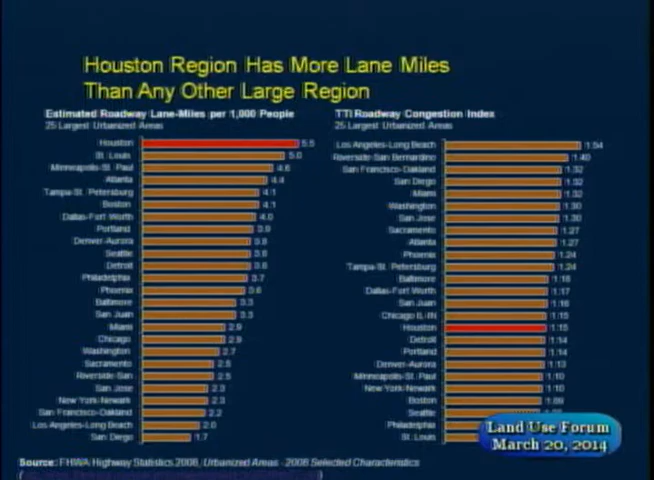 Houston Region Has More Lane Miles
Than Any Other Large Region
Estimated Roadway Lane-Miles per 1,000 People
25 Largest Urbanized Areas
Houston 5.5
St. Louis 5.0
Minneapolis-St. Paul 4.6
Atlanta 4.4
Tampa-St. Petersburg 4.1
Boston 4.1
Dallas-Fort Worth 4.0
Portland 3.9
Denver-Aurora 3.8
Seattle 3.8
Detroit 3.8
Philadelphia 3.7
Phoenix 3.6
Baltimore 3.3
San Juan 3.3
Miami 2.9
Chicago 2.9
Washington 2.7
Sacramento 2.5
Riverside-San 2.5
San Jose 2.3
New York-Newark 2.3
San Francisco-Oakland 2.2
Los Angeles-Long Beach 2.0
San Diego 1.7
TTI Roadway Congestion Index
25 Largest Urbanized Areas
Los Angeles-Long Beach 1.54
Riverside-San Bernardino 1.40
San Francisco-Oakland 1.32
San Diego 1.32
Miami 1.32
Washington 1.30
San Jose 1.30
Sacramento 1.27
Atlanta 1.27
Phoenix 1.24
Tampa-St. Petersburg 1.24
Baltimore 1.18
Dallas-Fort Worth 1.17
San Juan 1.16
Chicago IL-IN 1.15
Houston 1.15
Detroit 1.14
Portland 1.14
Denver-Aurora 1.13
Minneapolis-St. Paul 1.10
New York-Newark 1.10
Boston 1.09
Seattle
Philadelphia
St. Louis
Land Use Forum
March 20, 2014
Source: FHWA Highway Statistics 2008, Urbanized Areas - 2008 Selected Characteristics